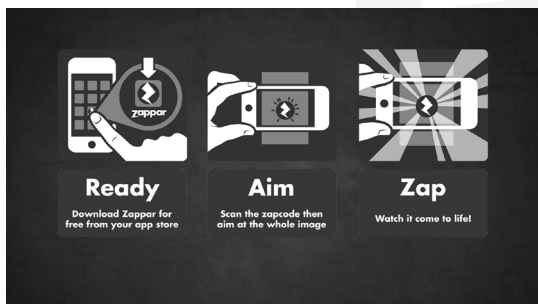 zappar
Ready
Download Zappar for
free from your app store
Aim
Scan the zapcode then
aim at the whole image
Zap
Watch it come to life!